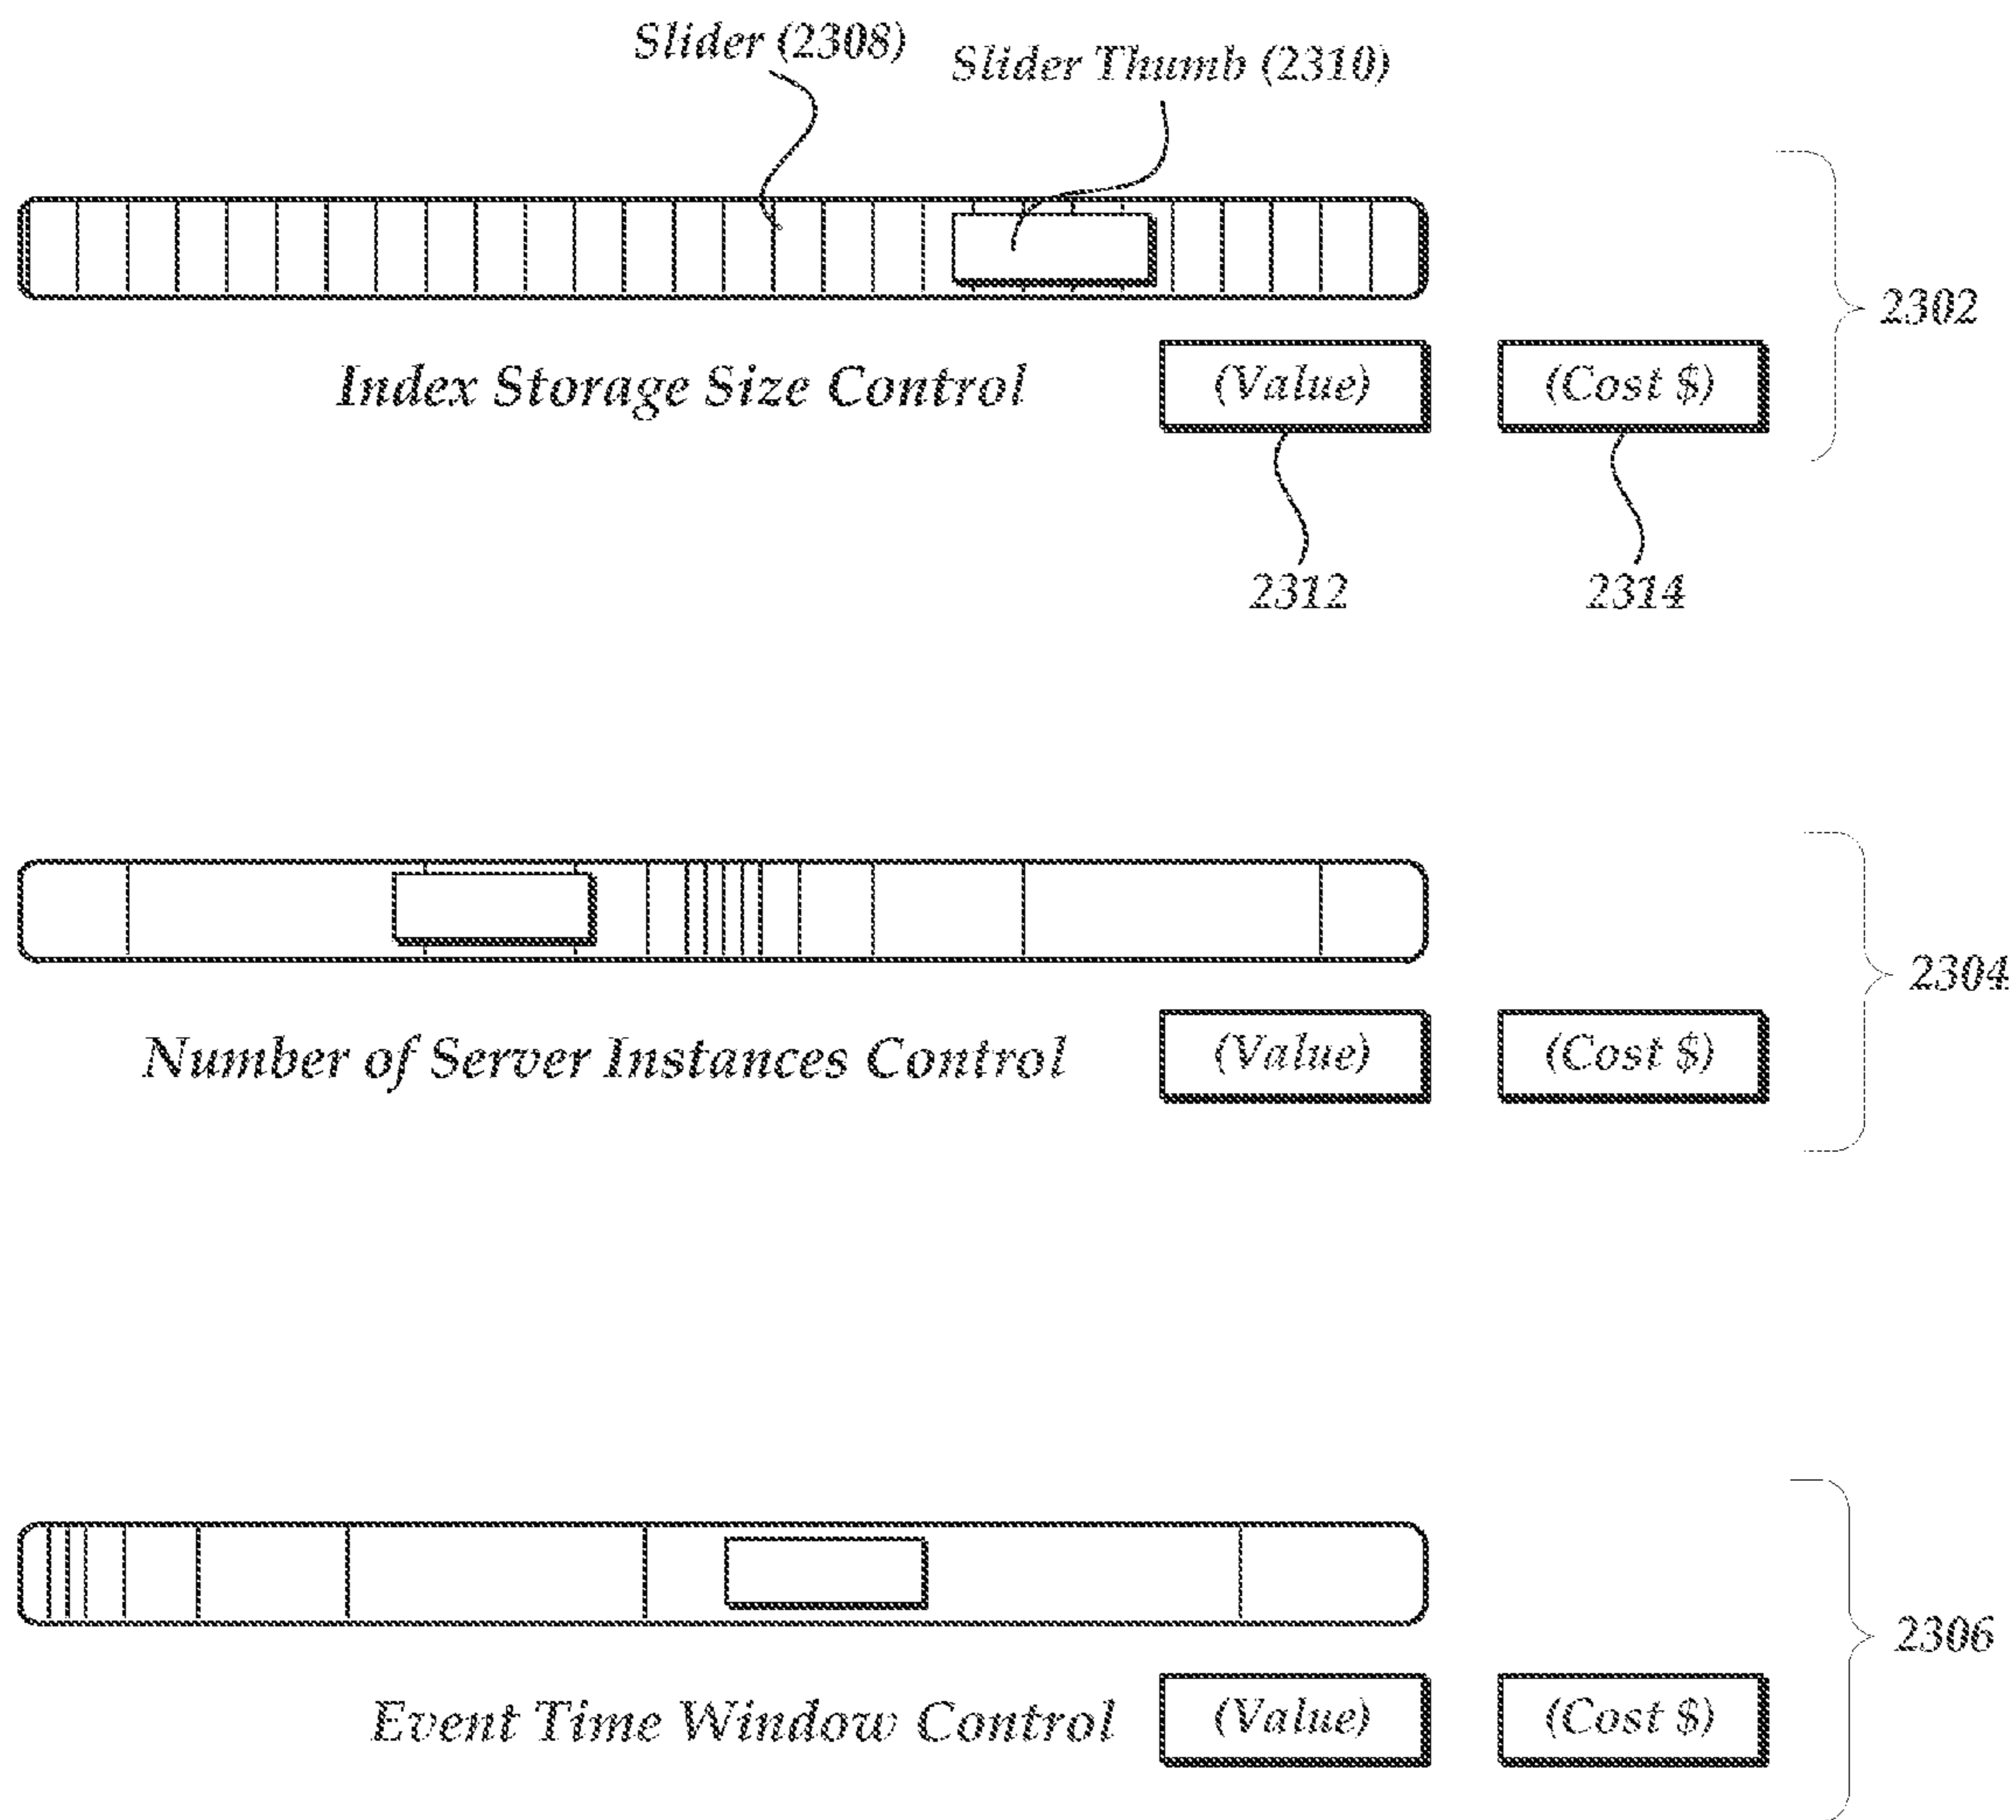 Slider (2308)
Slider Thumb (2310)
2302
Index Storage Size Control
(Value)
(Cost $)
2312
2314
2304
Number of Server Instances Control
(Value)
(Cost $)
2306
Event Time Window Control
(Value)
(Cost $)